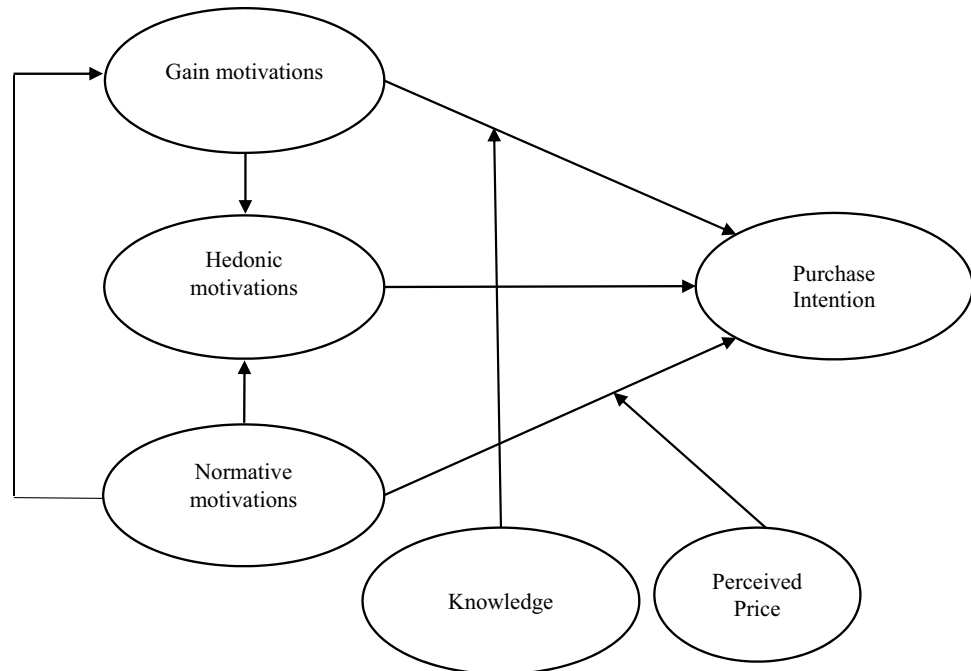 Gain motivations
Hedonic
motivations
Purchase
Intention
Normative
motivations
Knowledge
Perceived
Price